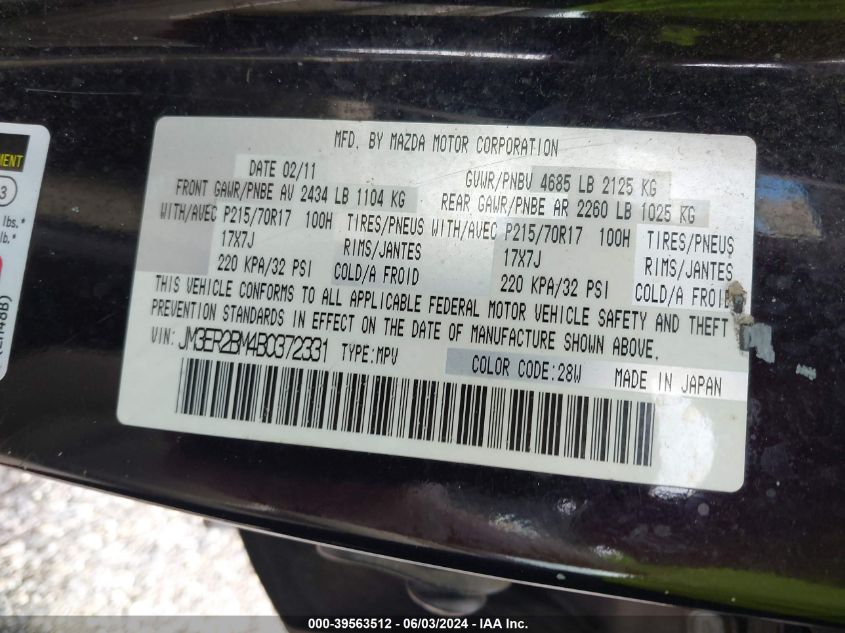 MFD. BY MAZDA MOTOR CORPORATION
DATE 02/11 GVWR/PNBV 4685 LB 2125 KG
FRONT GAWR/PNBE AV 2434 LB 1104 KG REAR GAWR/PNBE AR 2260 LB 1025 KG
WITH/AVEC P215/70R17 100H TIRES/PNEUS WITH/AVEC P215/70R17 100H TIRES/PNEUS
17X7J RIMS/JANTES 17X7J RIMS/JANTES
220 KPA/32 PSI COLD/A FROID 220 KPA/32 PSI COLD/A FROID
THIS VEHICLE CONFORMS TO ALL APPLICABLE FEDERAL MOTOR VEHICLE SAFETY AND THEFT
PREVENTION STANDARDS IN EFFECT ON THE DATE OF MANUFACTURE SHOWN ABOVE.
VIN: JM3ER2BM4B0372331 TYPE:MPV COLOR CODE:28W MADE IN JAPAN
MENT
3
lbs.*
lb.*
000-39563512 - 06/03/2024 - IAA Inc.